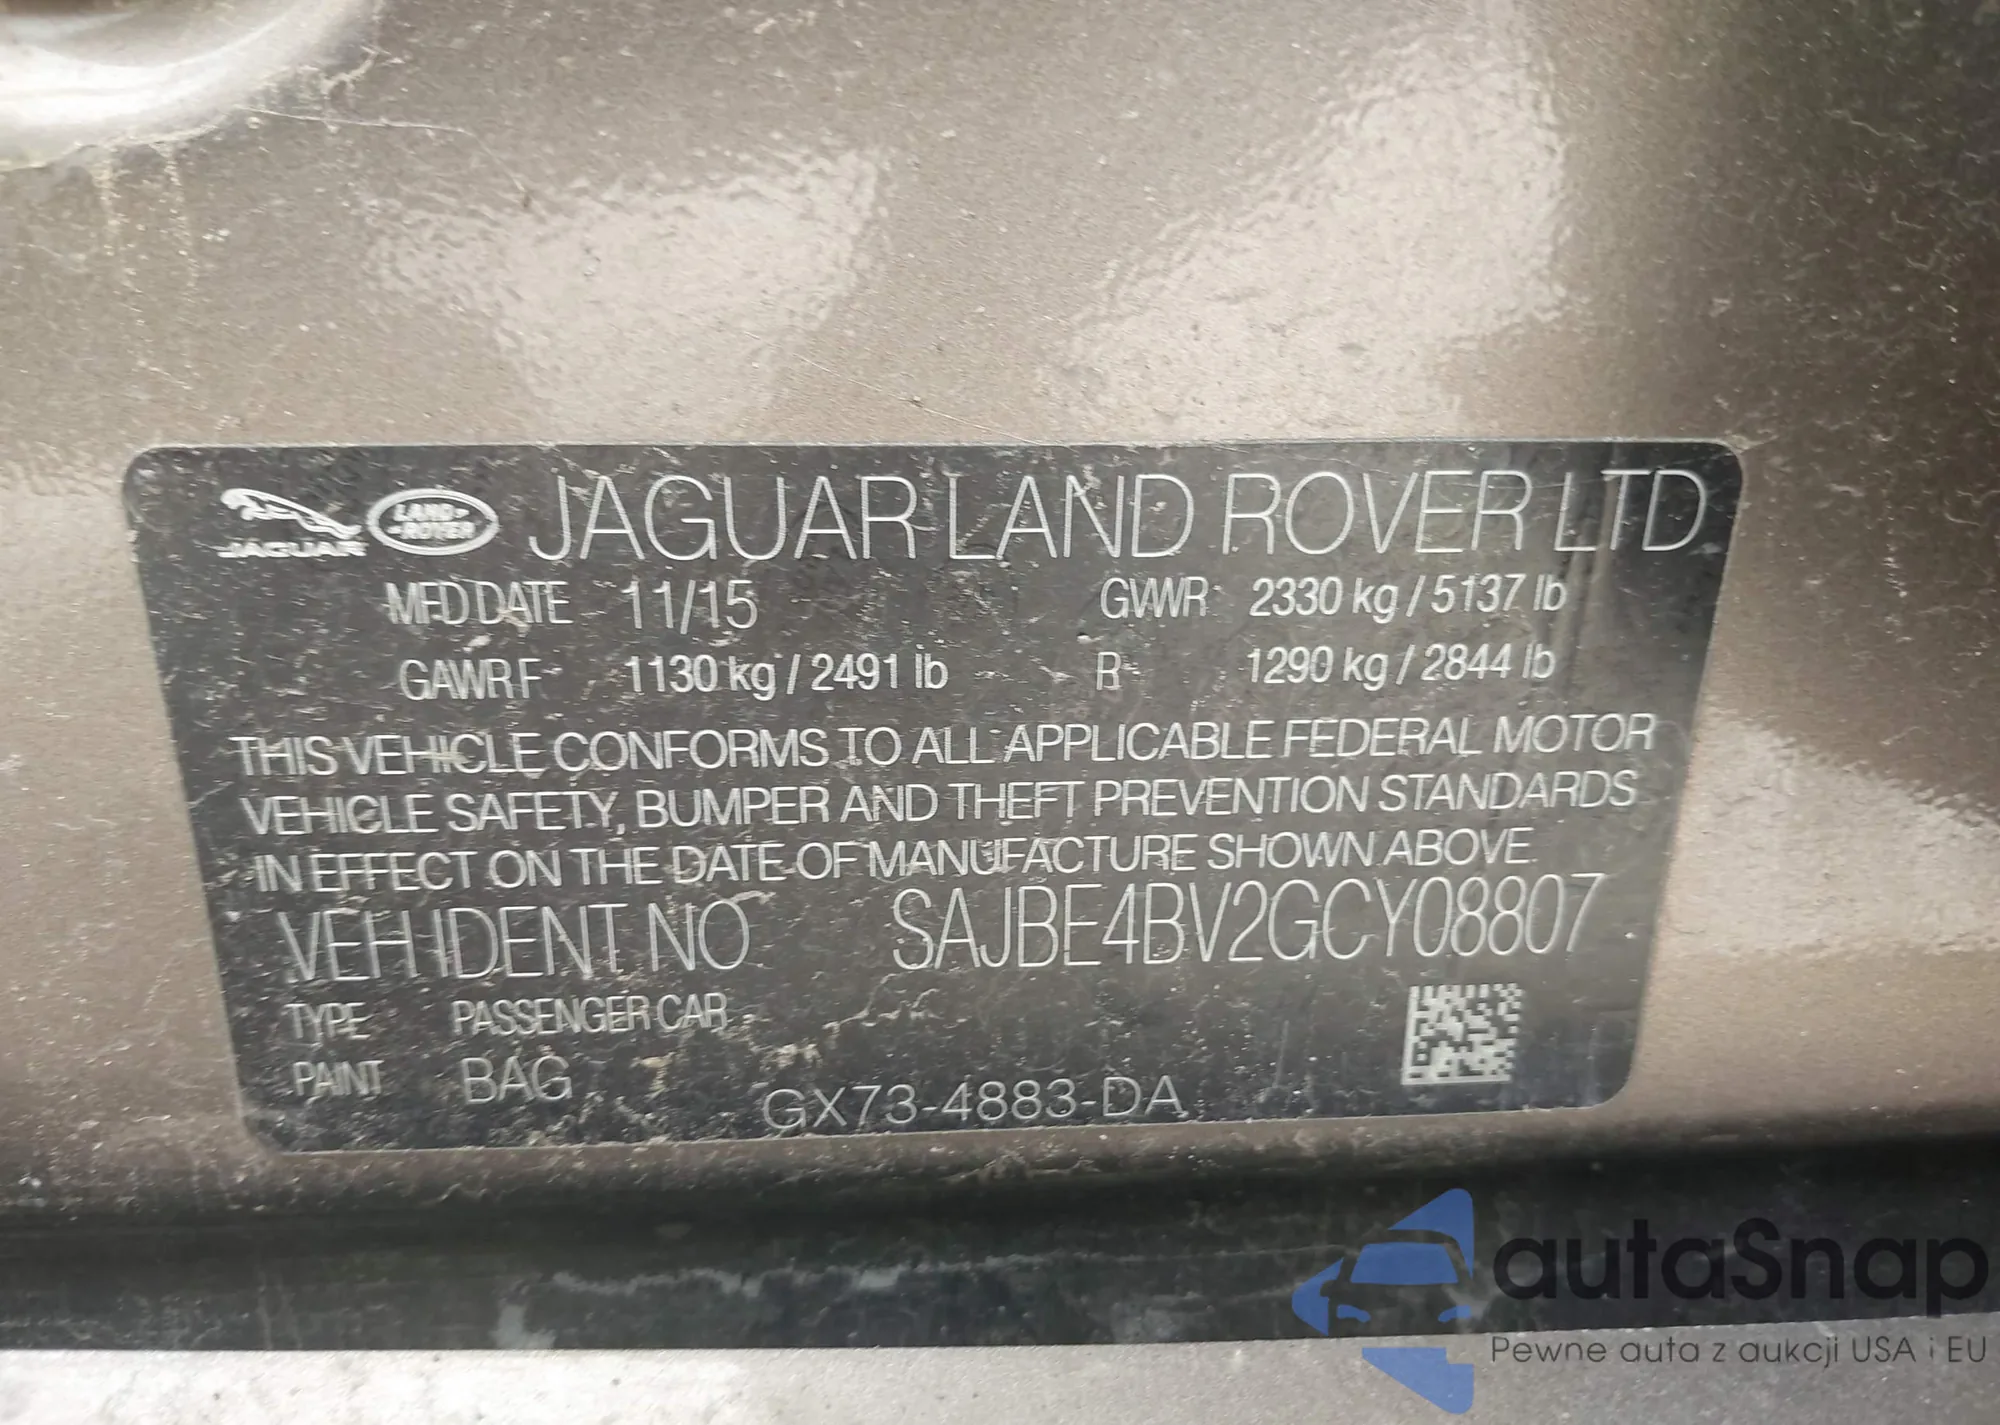 JAGUAR LAND-ROVER JAGUAR LAND ROVER LTD
MFD DATE 11/15 GVWR 2330 kg / 5137 lb
GAWR F 1130 kg / 2491 lb R 1290 kg / 2844 lb
THIS VEHICLE CONFORMS TO ALL APPLICABLE FEDERAL MOTOR
VEHICLE SAFETY, BUMPER AND THEFT PREVENTION STANDARDS
IN EFFECT ON THE DATE OF MANUFACTURE SHOWN ABOVE.
VEH IDENT NO SAJBE4BV2GCY08807
TYPE PASSENGER CAR
PAINT BAG
GX73-4883-DA
autaSnap
Pewne auta z aukcji USA i EU